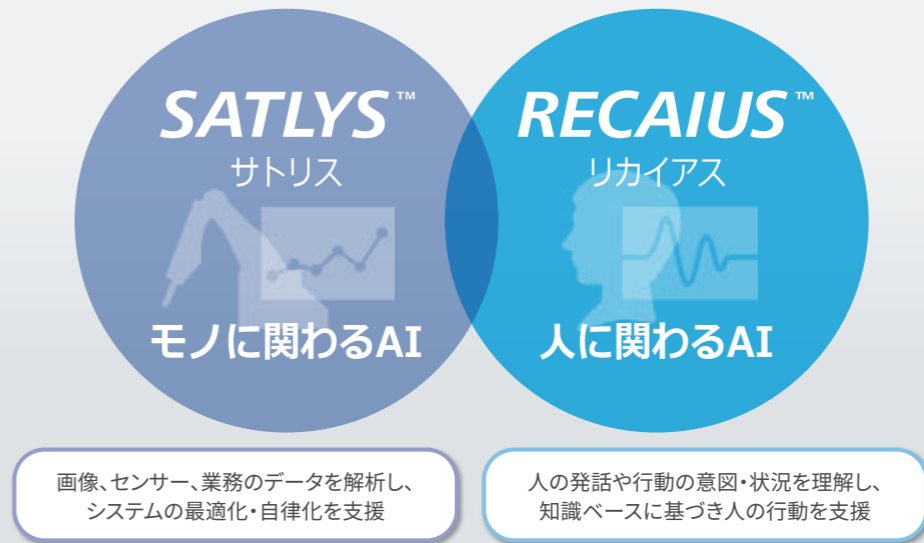 SATLYS™
サトリス
モノに関わるAI
RECAIUS™
リカイアス
人に関わるAI
画像、センサー、業務のデータを解析し、
システムの最適化・自律化を支援
人の発話や行動の意図・状況を理解し、
知識ベースに基づき人の行動を支援